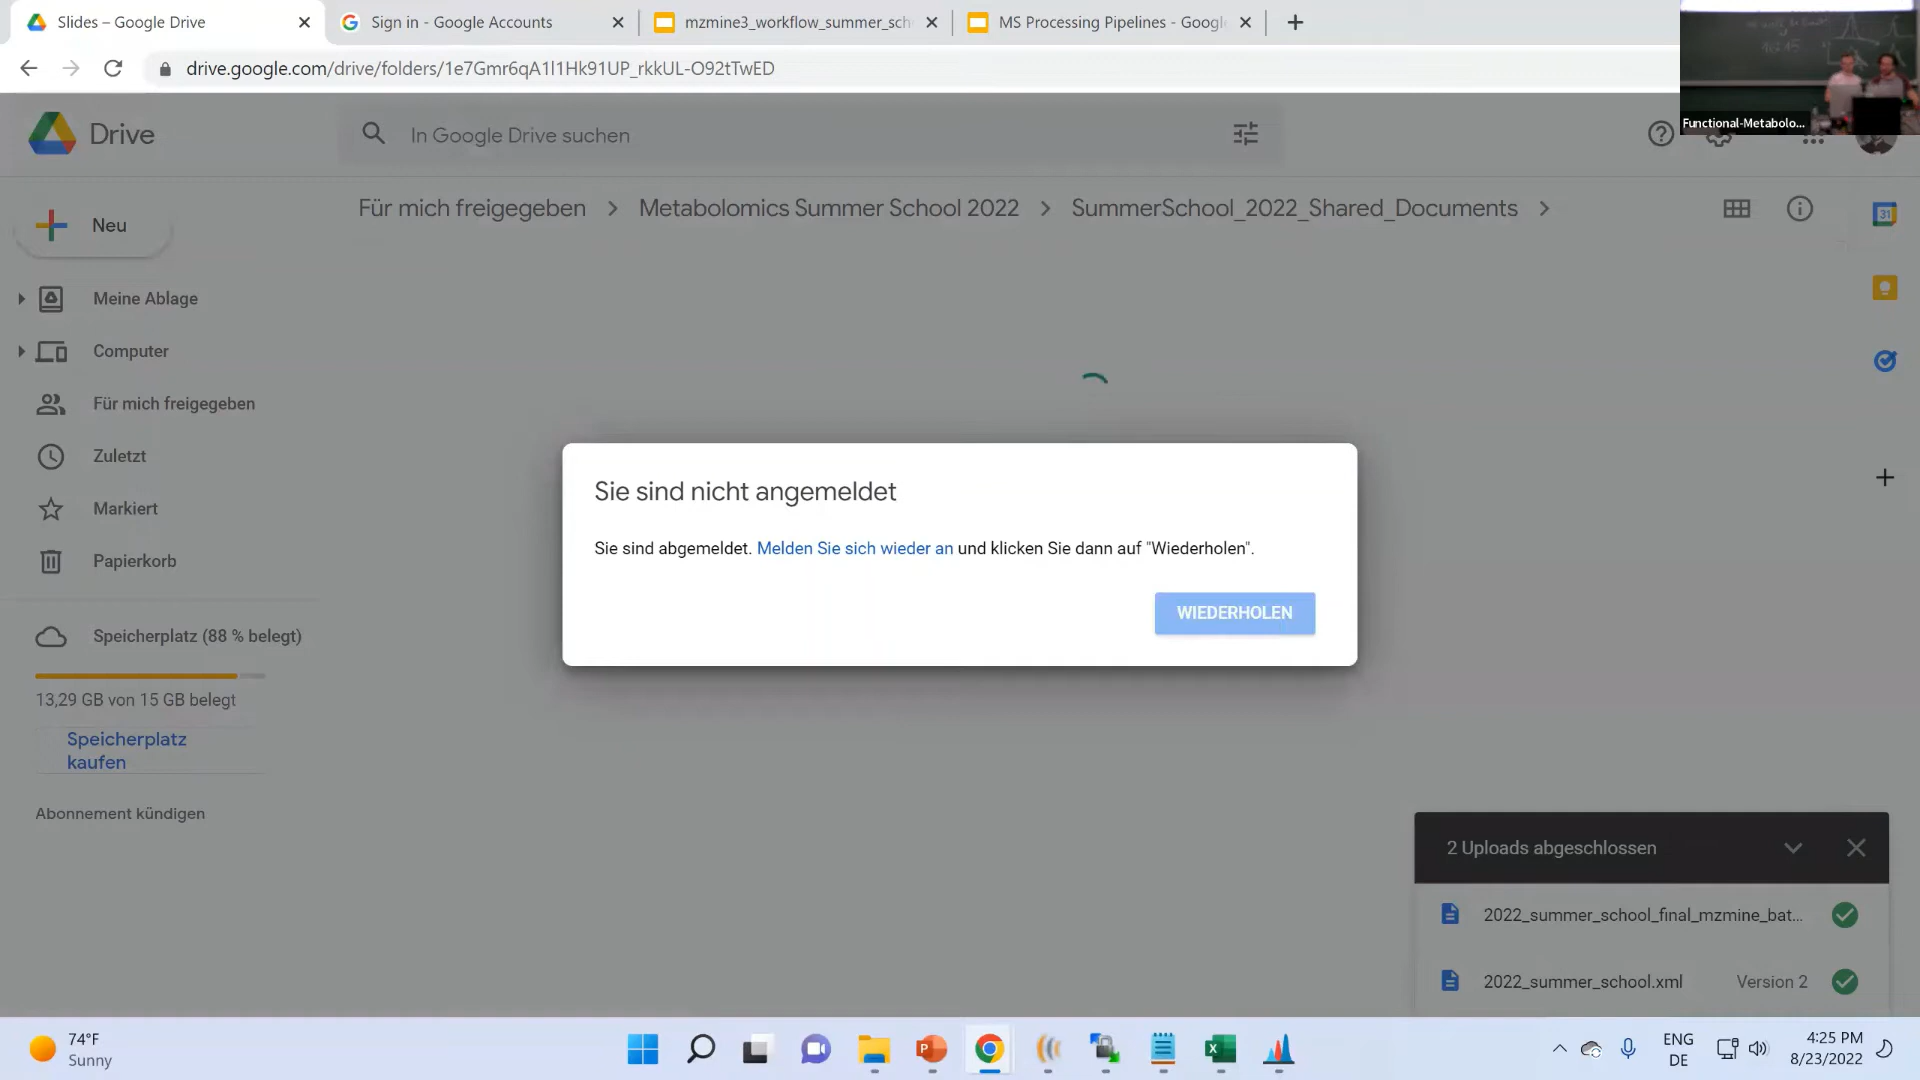 Slides – Google Drive
Sign in - Google Accounts
mzmine3_workflow_summer_sch
MS Processing Pipelines - Googl
drive.google.com/drive/folders/1e7Gmr6qA1l1Hk91UP_rkkUL-O92tTwED
Functional-Metabolo...
Drive
In Google Drive suchen
Neu
Für mich freigegeben
Metabolomics Summer School 2022
SummerSchool_2022_Shared_Documents
31
Meine Ablage
Computer
Für mich freigegeben
Zuletzt
Markiert
Papierkorb
Speicherplatz (88 % belegt)
13,29 GB von 15 GB belegt
Speicherplatz
kaufen
Abonnement kündigen
Sie sind nicht angemeldet
Sie sind abgemeldet. Melden Sie sich wieder an und klicken Sie dann auf "Wiederholen".
WIEDERHOLEN
2 Uploads abgeschlossen
2022_summer_school_final_mzmine_bat...
2022_summer_school.xml
Version 2
74°F
Sunny
ENG
DE
4:25 PM
8/23/2022